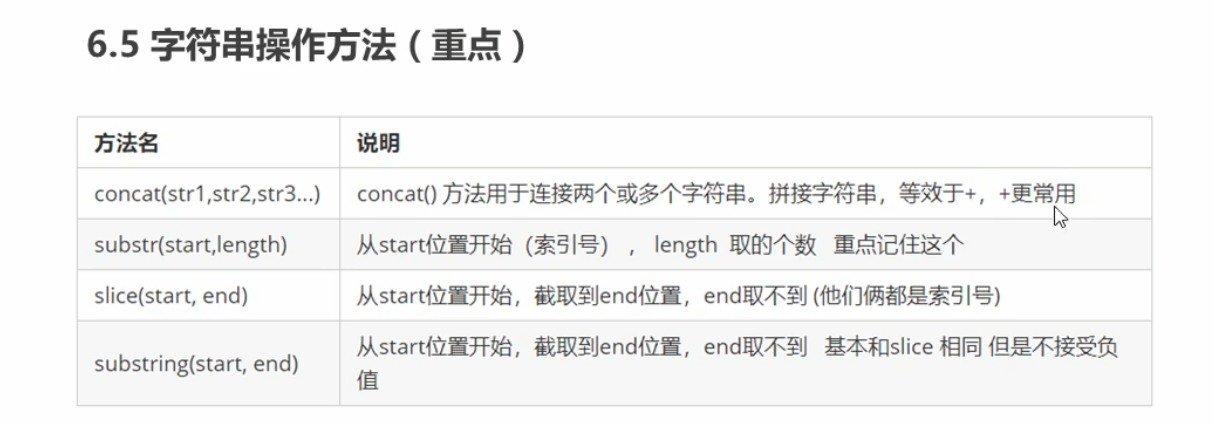 6.5 字符串操作方法（重点）
方法名 说明
concat(str1,str2,str3...) concat() 方法用于连接两个或多个字符串。拼接字符串，等效于+，+更常用
substr(start,length) 从start位置开始（索引号） ， length 取的个数 重点记住这个
slice(start, end) 从start位置开始，截取到end位置，end取不到 (他们俩都是索引号)
substring(start, end) 从start位置开始，截取到end位置，end取不到 基本和slice 相同 但是不接受负
值